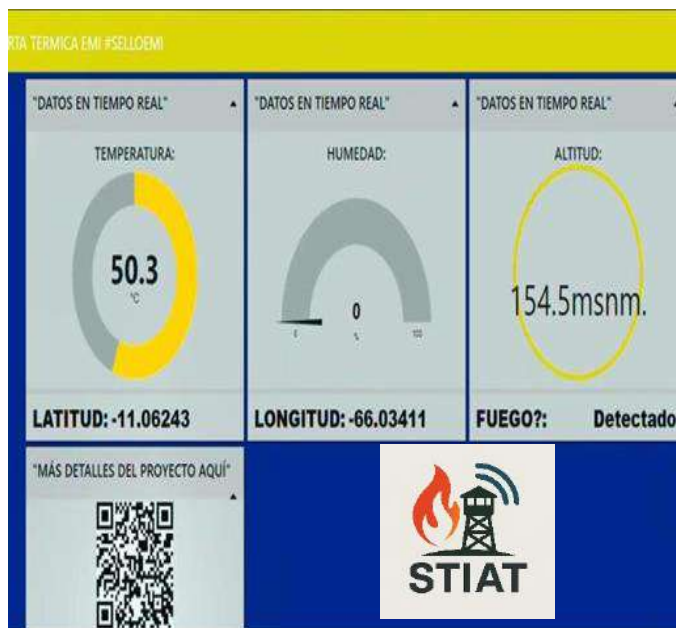 RTA TERMICA EMI #SELLOEMI
"DATOS EN TIEMPO REAL"
TEMPERATURA:
50.3
°C
LATITUD: -11.06243
"DATOS EN TIEMPO REAL"
HUMEDAD:
0
0
%
100
LONGITUD: -66.03411
"DATOS EN TIEMPO REAL"
ALTITUD:
154.5msnm.
FUEGO?: Detectado
"MÁS DETALLES DEL PROYECTO AQUÍ"
STIAT